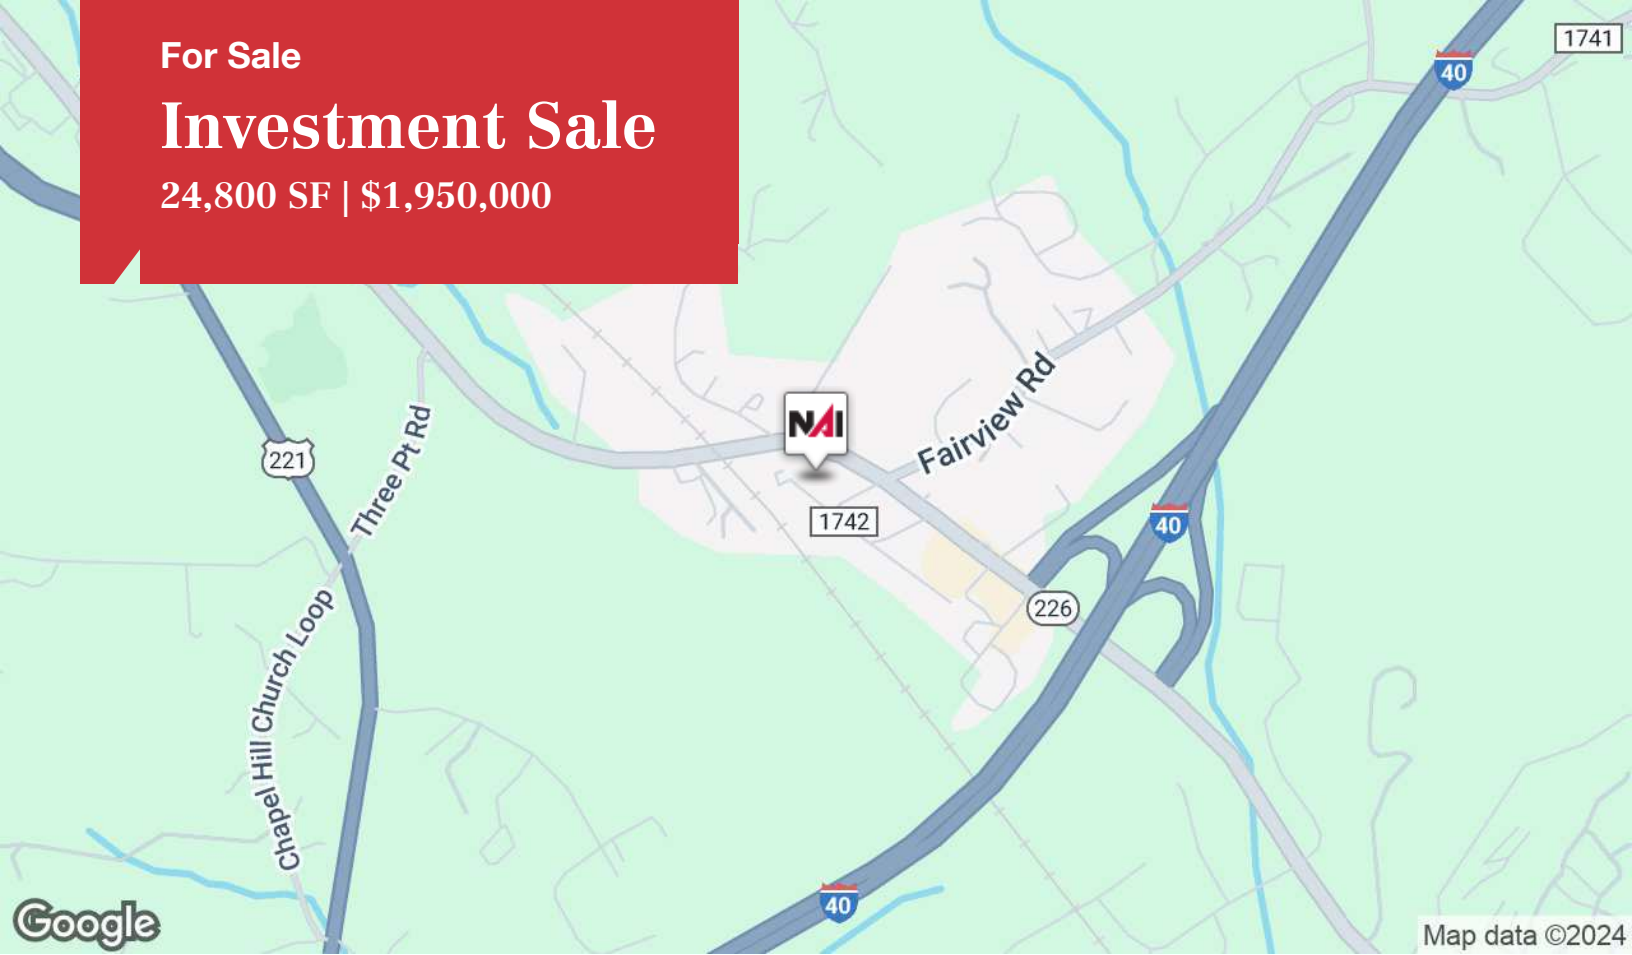 For Sale
Investment Sale
24,800 SF | $1,950,000
1741
40
NAI
Fairview Rd
221
Three Pt Rd
1742
40
226
Chapel Hill Church Loop
40
Google
Map data ©2024